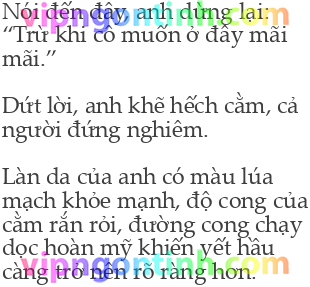 Nói đến đây, anh dừng lại:
“Trừ khi cô muốn ở đây mãi
mãi.”
Dứt lời, anh khẽ hếch cằm, cả
người đứng nghiêm.
Làn da của anh có màu lúa
mạch khỏe mạnh, độ cong của
cằm rắn rỏi, đường cong chạy
dọc hoàn mỹ khiến yết hầu
càng trở nên rõ ràng hơn.
vipngontinh.com
vipngontinh.com